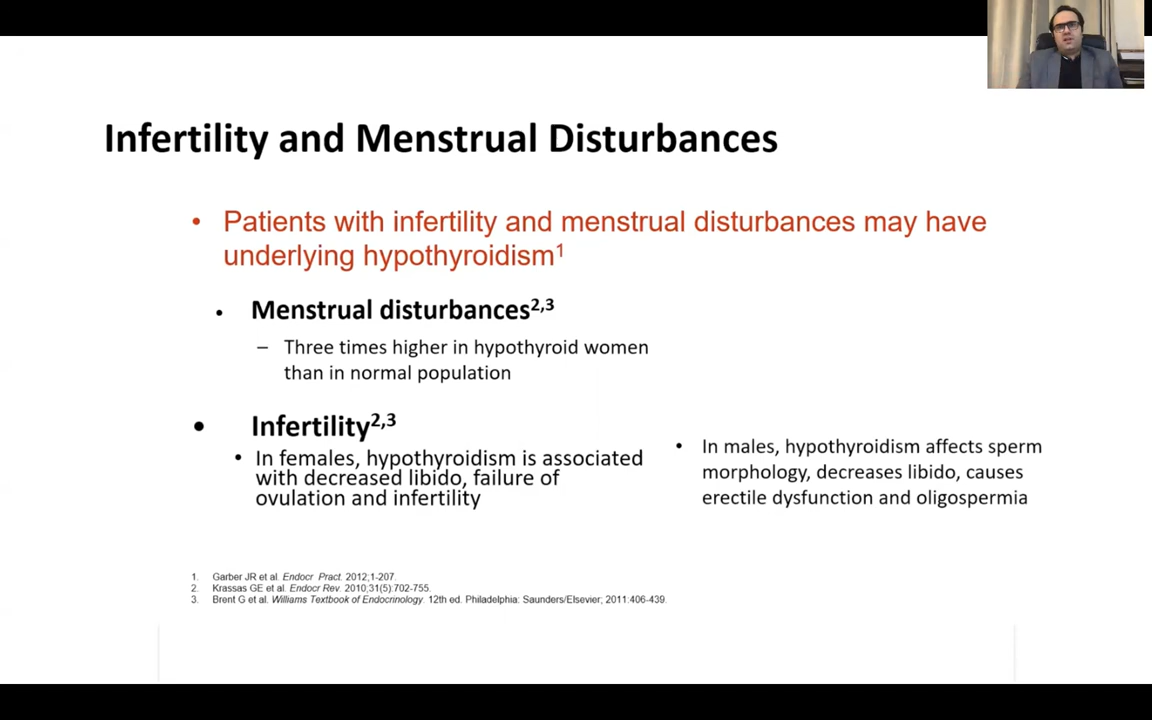 Infertility and Menstrual Disturbances
• Patients with infertility and menstrual disturbances may have
underlying hypothyroidism¹
• Menstrual disturbances²,³
– Three times higher in hypothyroid women
than in normal population
• Infertility²,³
• In females, hypothyroidism is associated
with decreased libido, failure of
ovulation and infertility
• In males, hypothyroidism affects sperm
morphology, decreases libido, causes
erectile dysfunction and oligospermia
1. Garber JR et al. Endocr Pract. 2012;1-207.
2. Krassas GE et al. Endocr Rev. 2010;31(5):702-755.
3. Brent G et al. Williams Textbook of Endocrinology. 12th ed. Philadelphia: Saunders/Elsevier; 2011:406-439.